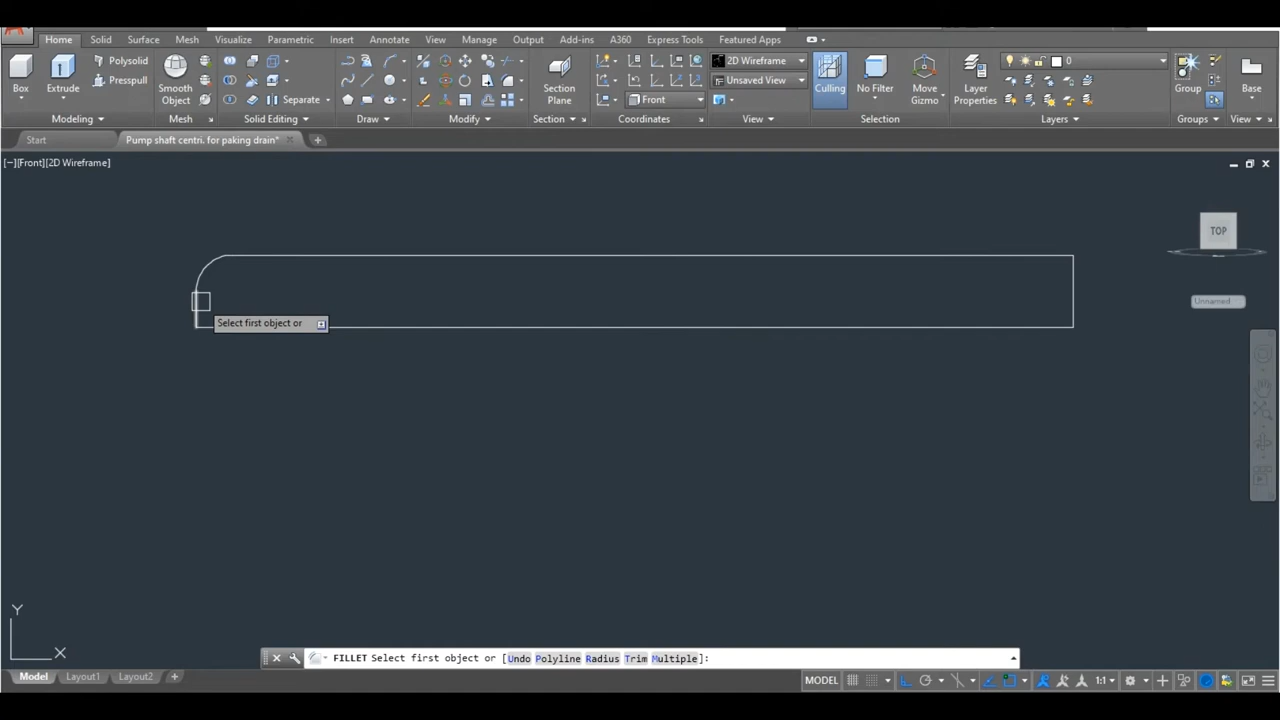 Home Solid Surface Mesh Visualize Parametric Insert Annotate View Manage Output Add-ins A360 Express Tools Featured Apps
Polysolid
2D Wireframe
0
Presspull
Unsaved View
Box
Extrude
Smooth
Object
Separate
Section
Plane
Front
Culling
No Filter
Move
Gizmo
Layer
Properties
Group
Base
Modeling
Mesh
Solid Editing
Draw
Modify
Section
Coordinates
View
Selection
Layers
Groups
View
Start
Pump shaft centri. for paking drain*
[−][Front][2D Wireframe]
TOP
Unnamed
Select first object or
Y
X
FILLET Select first object or [Undo Polyline Radius Trim Multiple]:
Model Layout1 Layout2
MODEL
1:1